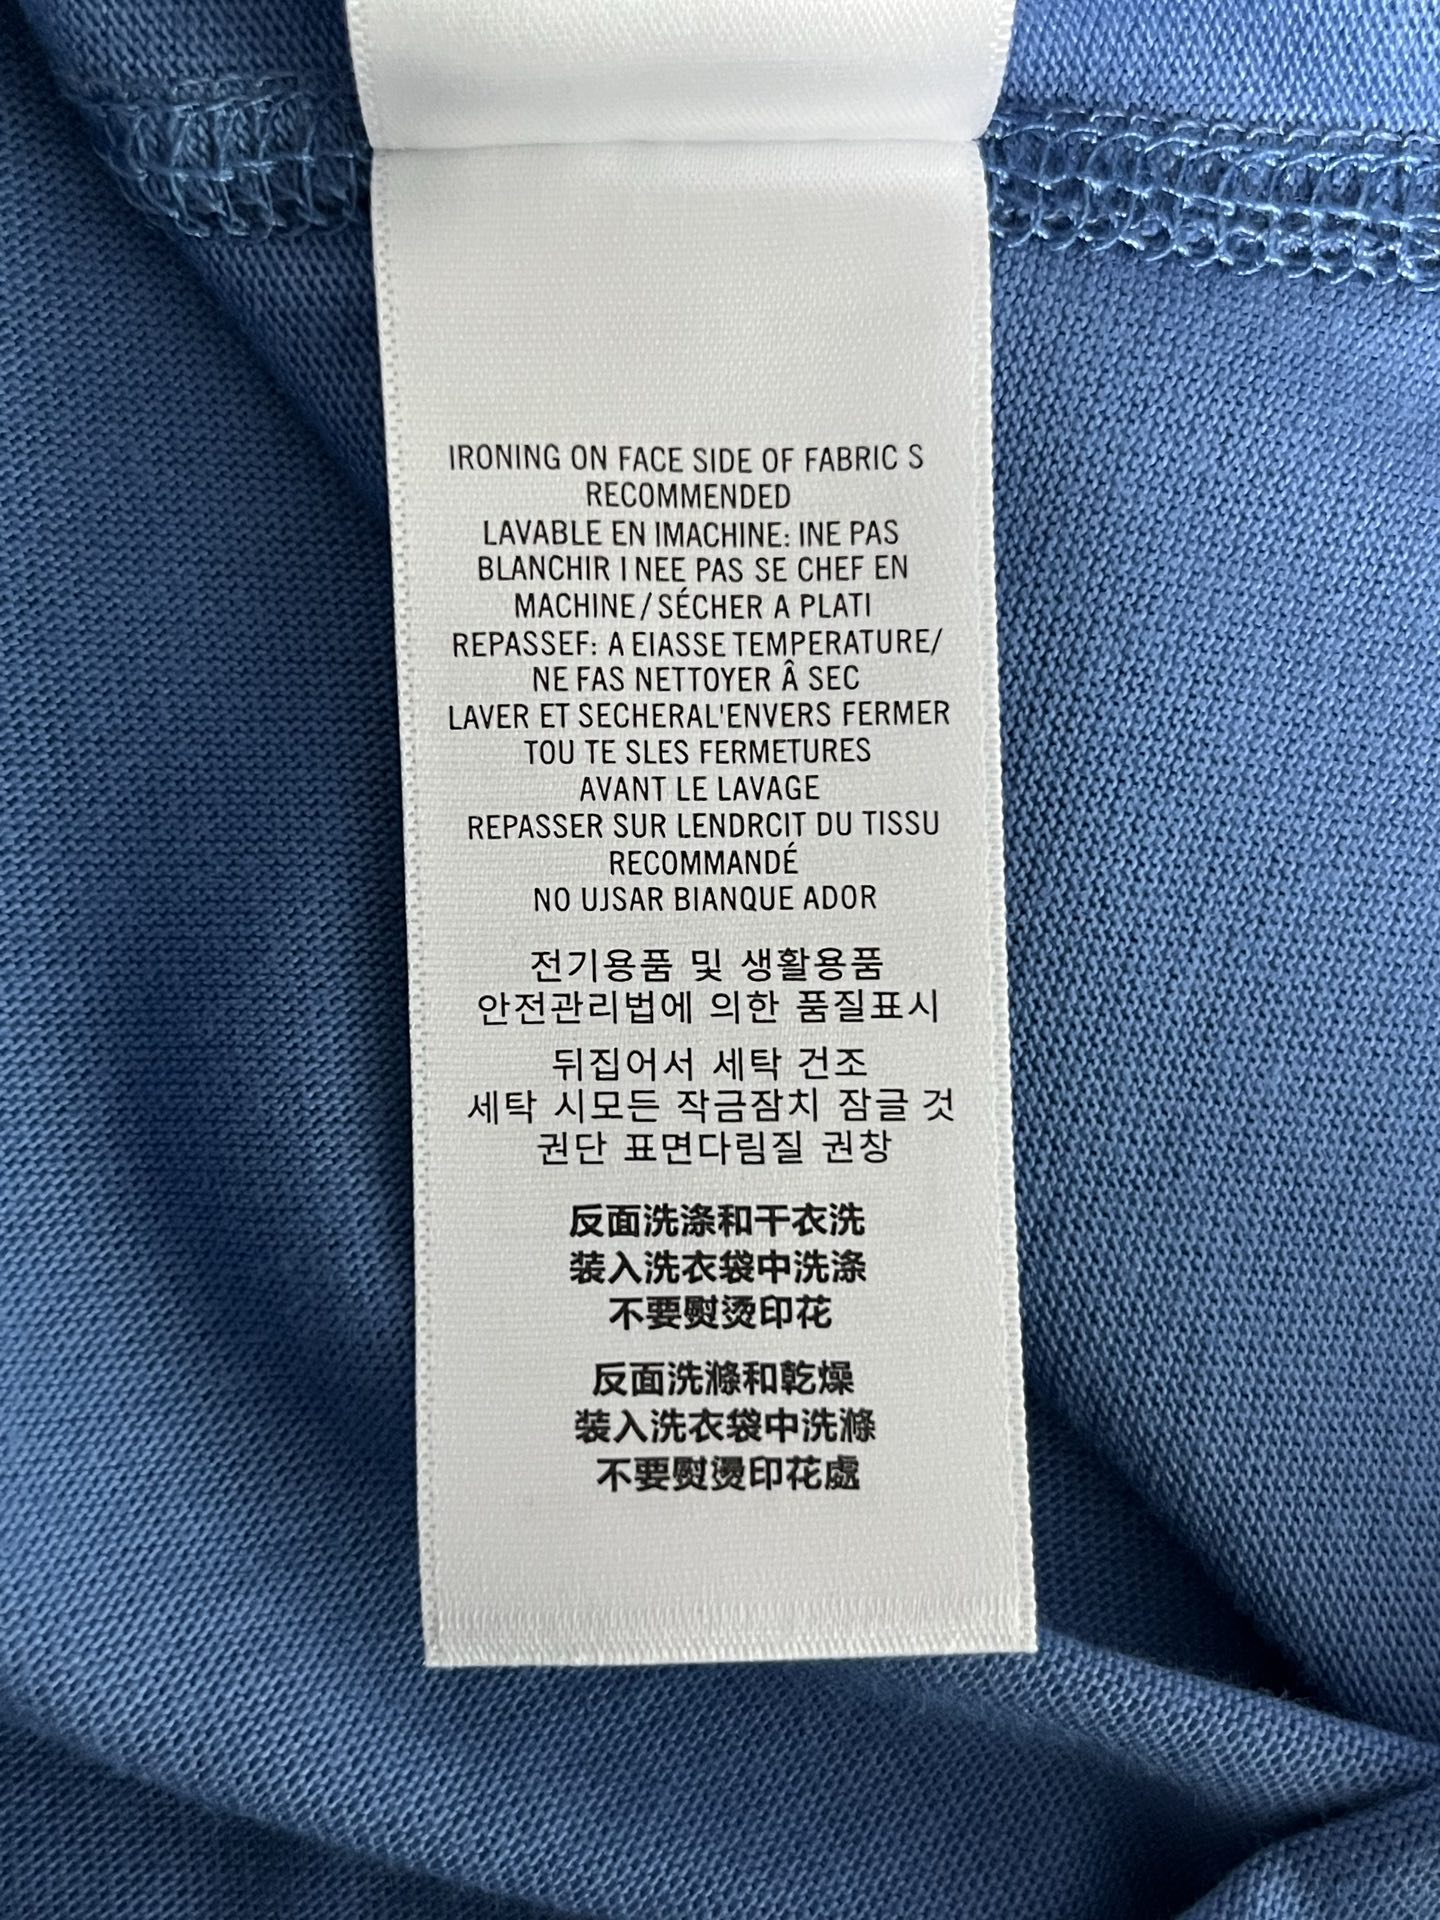 IRONING ON FACE SIDE OF FABRIC S
RECOMMENDED
LAVABLE EN IMACHINE: INE PAS
BLANCHIR I NEE PAS SE CHEF EN
MACHINE/SÉCHER A PLATI
REPASSEF: A EIASSE TEMPERATURE/
NE FAS NETTOYER Â SEC
LAVER ET SECHERAL'ENVERS FERMER
TOU TE SLES FERMETURES
AVANT LE LAVAGE
REPASSER SUR LENDRCIT DU TISSU
RECOMMANDÉ
NO UJSAR BIANQUE ADOR
전기용품 및 생활용품
안전관리법에 의한 품질표시
뒤집어서 세탁 건조
세탁 시모든 작금잠치 잠글 것
권단 표면다림질 권창
反面洗涤和干衣洗
装入洗衣袋中洗涤
不要熨烫印花
反面洗滌和乾燥
装入洗衣袋中洗滌
不要熨燙印花處